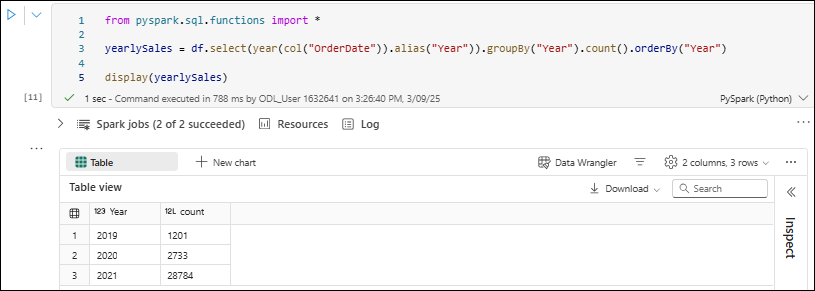 1 from pyspark.sql.functions import *
2
3 yearlySales = df.select(year(col("OrderDate")).alias("Year")).groupBy("Year").count().orderBy("Year")
4
5 display(yearlySales)
[11] 1 sec - Command executed in 788 ms by ODL_User 1632641 on 3:26:40 PM, 3/09/25 PySpark (Python)
Spark jobs (2 of 2 succeeded) Resources Log
Table New chart Data Wrangler 2 columns, 3 rows
Table view Download Search
123 Year 12L count
1 2019 1201
2 2020 2733
3 2021 28784
Inspect